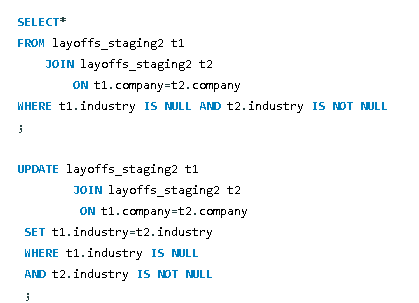 SELECT*
FROM layoffs_staging2 t1
JOIN layoffs_staging2 t2
ON t1.company=t2.company
WHERE t1.industry IS NULL AND t2.industry IS NOT NULL
;
UPDATE layoffs_staging2 t1
JOIN layoffs_staging2 t2
ON t1.company=t2.company
SET t1.industry=t2.industry
WHERE t1.industry IS NULL
AND t2.industry IS NOT NULL
;